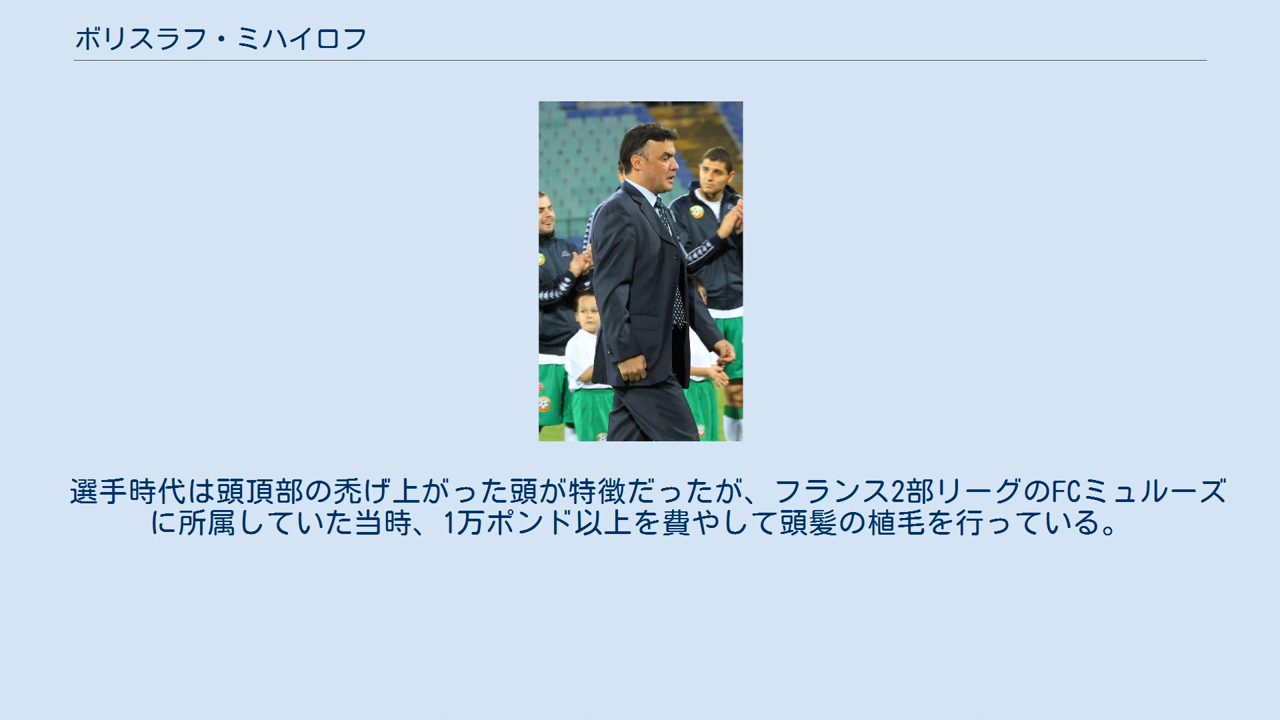 ボリスラフ・ミハイロフ
選手時代は頭頂部の禿げ上がった頭が特徴だったが、フランス2部リーグのFCミュルーズ
に所属していた当時、1万ポンド以上を費やして頭髪の植毛を行っている。